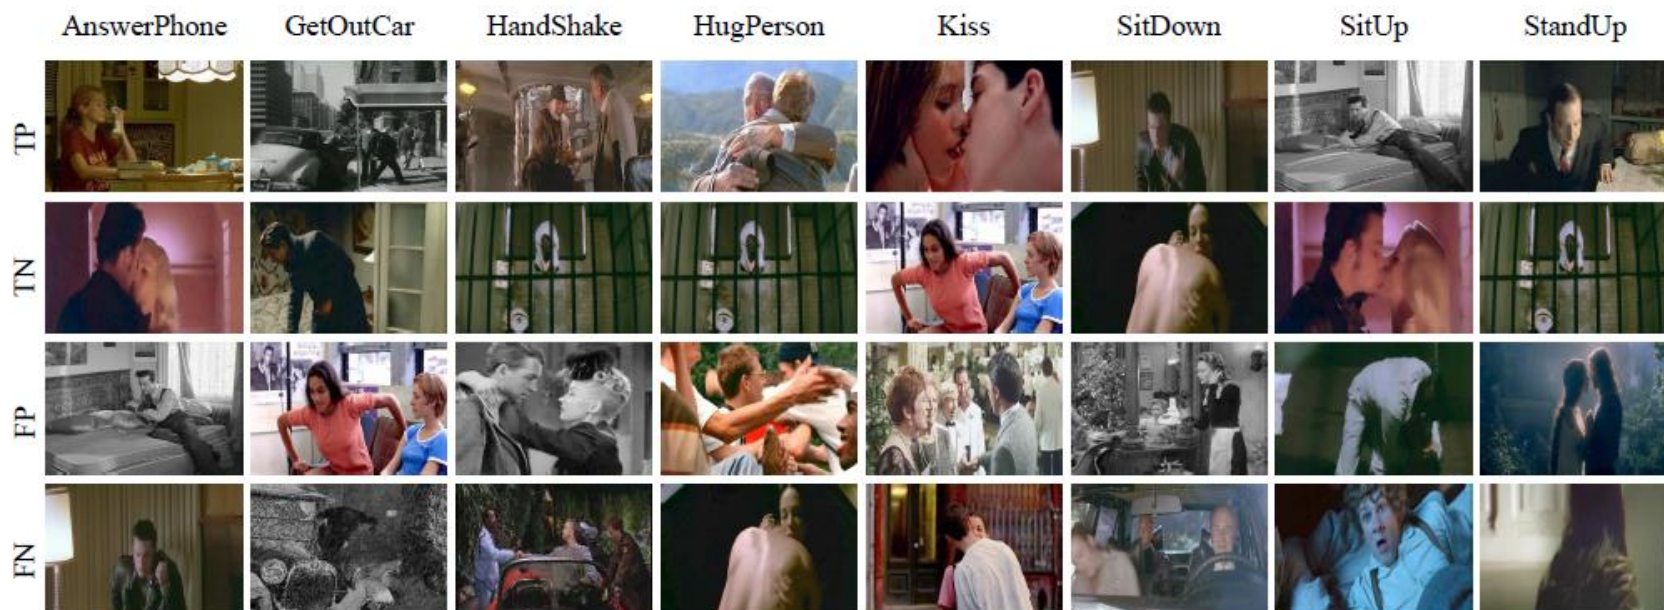 AnswerPhone GetOutCar HandShake HugPerson Kiss SitDown SitUp StandUp
TP
TN
FP
FN